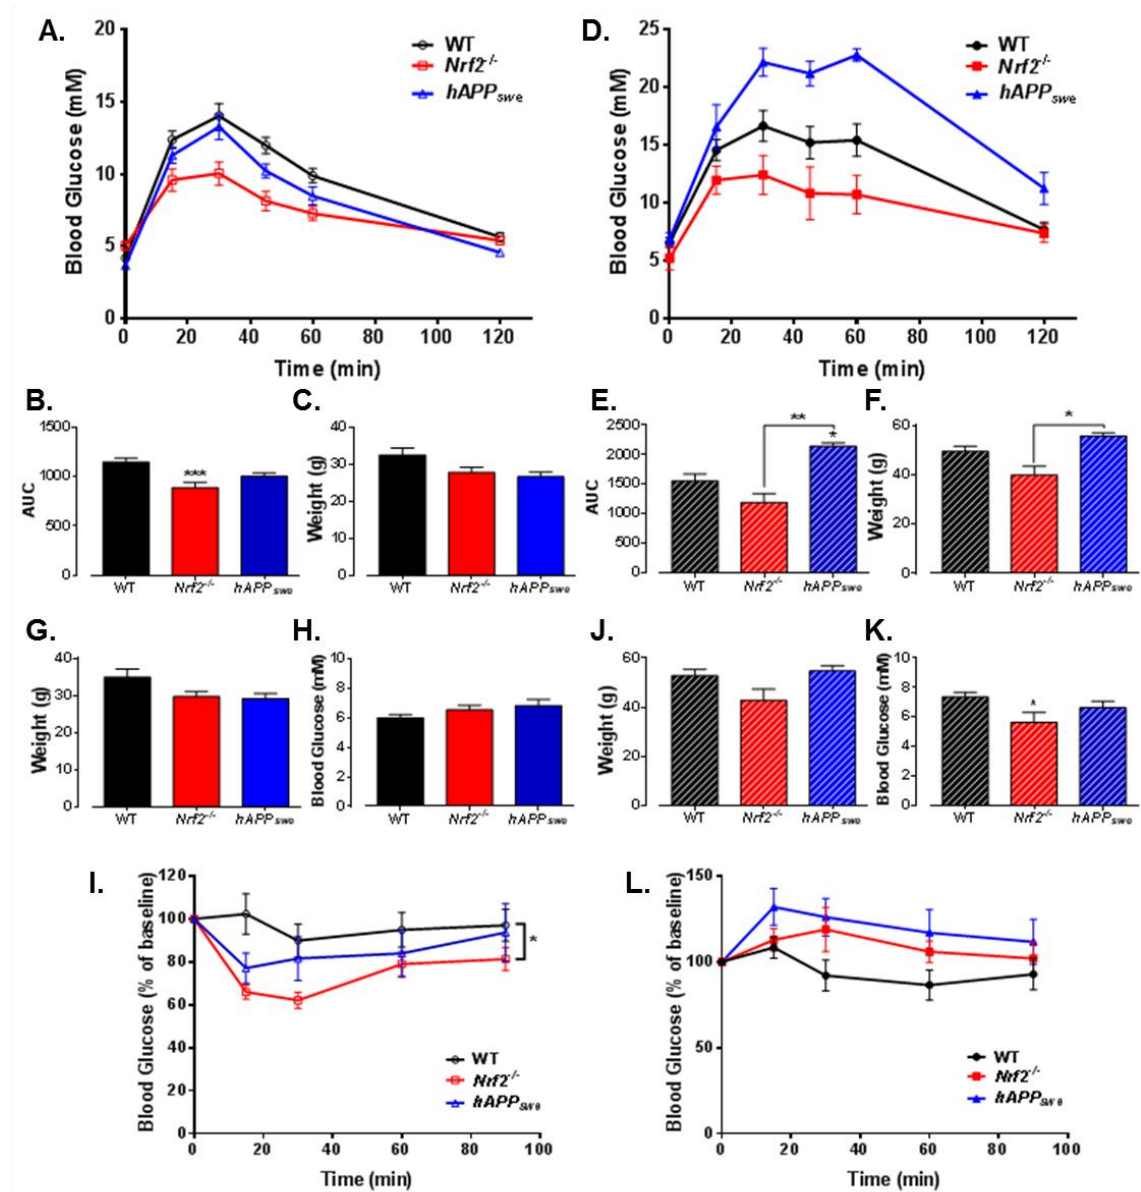 A.
20
15
10
5
0
Blood Glucose (mM)
WT
Nrf2-/-
hAPPswe
0 20 40 60 80 100 120
Time (min)
D.
25
20
15
10
5
0
Blood Glucose (mM)
WT
Nrf2-/-
hAPPswe
0 20 40 60 80 100 120
Time (min)
B.
1500
1000
500
0
AUC
***
WT Nrf2-/- hAPPswe
C.
40
30
20
10
0
Weight (g)
WT Nrf2-/- hAPPswe
E.
2500
2000
1500
1000
500
0
AUC
**
*
WT Nrf2-/- hAPPswe
F.
60
40
20
0
Weight (g)
*
WT Nrf2-/- hAPPswe
G.
40
30
20
10
0
Weight (g)
WT Nrf2-/- hAPPswe
H.
10
8
6
4
2
0
Blood Glucose (mM)
WT Nrf2-/- hAPPswe
J.
60
40
20
0
Weight (g)
WT Nrf2-/- hAPPswe
K.
10
8
6
4
2
0
Blood Glucose (mM)
*
WT Nrf2-/- hAPPswe
I.
120
100
80
60
40
20
0
Blood Glucose (% of baseline)
*
WT
Nrf2-/-
hAPPswe
0 20 40 60 80 100
Time (min)
L.
150
100
50
0
Blood Glucose (% of baseline)
WT
Nrf2-/-
hAPPswe
0 20 40 60 80 100
Time (min)